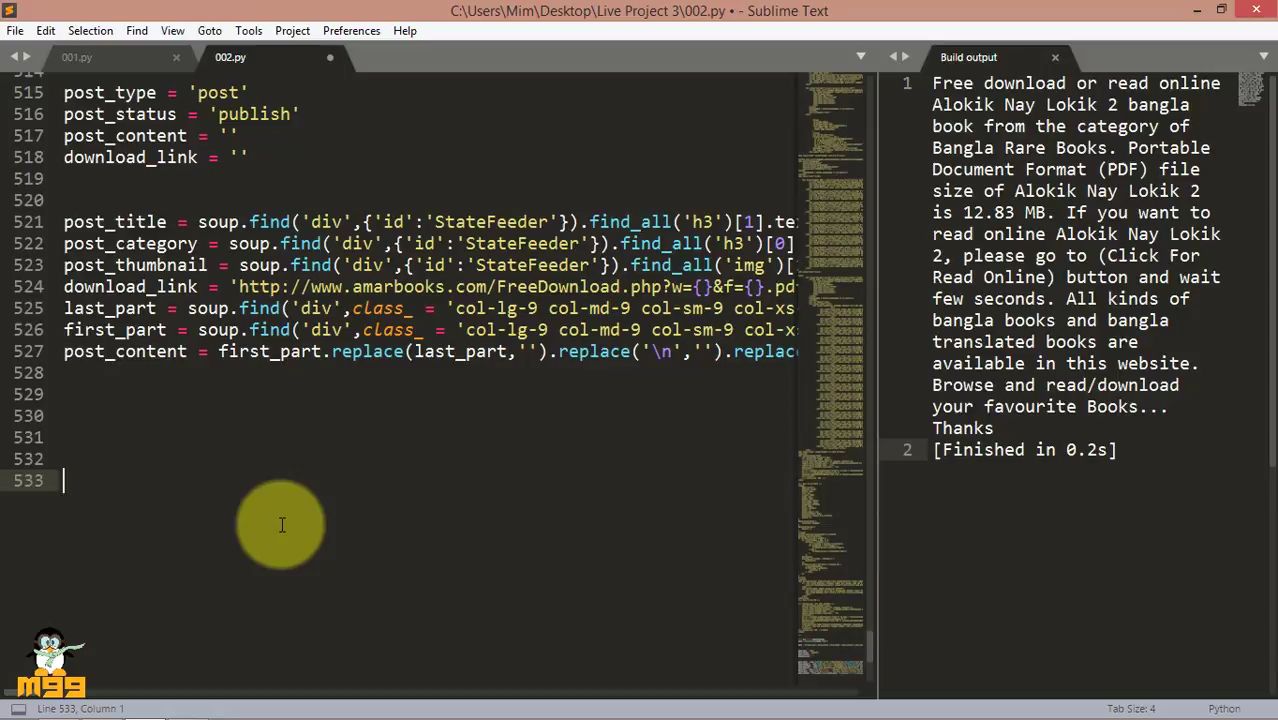 C:\Users\Mim\Desktop\Live Project 3\002.py • - Sublime Text
File Edit Selection Find View Goto Tools Project Preferences Help
001.py 002.py Build output
515 post_type = 'post'
516 post_status = 'publish'
517 post_content = ''
518 download_link = ''
519
520
521 post_title = soup.find('div',{'id':'StateFeeder'}).find_all('h3')[1].te
522 post_category = soup.find('div',{'id':'StateFeeder'}).find_all('h3')[0]
523 post_thumbnail = soup.find('div',{'id':'StateFeeder'}).find_all('img')[
524 download_link = 'http://www.amarbooks.com/FreeDownload.php?w={}&f={}.pd
525 last_part = soup.find('div',class_ = 'col-lg-9 col-md-9 col-sm-9 col-xs
526 first_part = soup.find('div',class_ = 'col-lg-9 col-md-9 col-sm-9 col-x
527 post_content = first_part.replace(last_part,'').replace('\n','').replac
528
529
530
531
532
533
1 Free download or read online
Alokik Nay Lokik 2 bangla
book from the category of
Bangla Rare Books. Portable
Document Format (PDF) file
size of Alokik Nay Lokik 2
is 12.83 MB. If you want to
read online Alokik Nay Lokik
2, please go to (Click For
Read Online) button and wait
few seconds. All kinds of
bangla books and bangla
translated books are
available in this website.
Browse and read/download
your favourite Books...
Thanks
2 [Finished in 0.2s]
m99
Line 533, Column 1 Tab Size: 4 Python